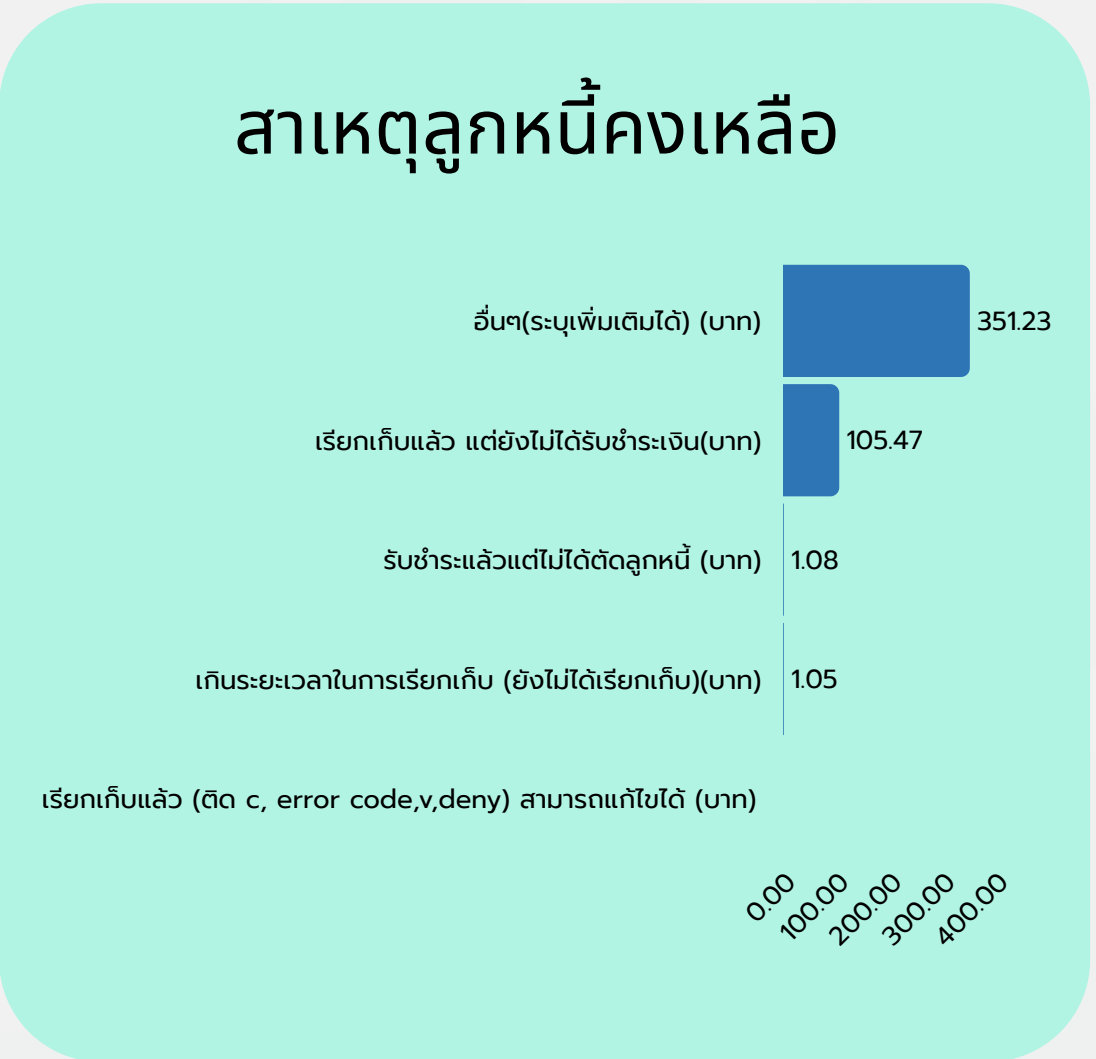 สาเหตุลูกหนี้คงเหลือ
อื่นๆ(ระบุเพิ่มเติมได้) (บาท)
351.23
เรียกเก็บแล้ว แต่ยังไม่ได้รับชำระเงิน(บาท)
105.47
รับชำระแล้วแต่ไม่ได้ตัดลูกหนี้ (บาท)
1.08
เกินระยะเวลาในการเรียกเก็บ (ยังไม่ได้เรียกเก็บ)(บาท)
1.05
เรียกเก็บแล้ว (ติด c, error code,v,deny) สามารถแก้ไขได้ (บาท)
0.00
100.00
200.00
300.00
400.00